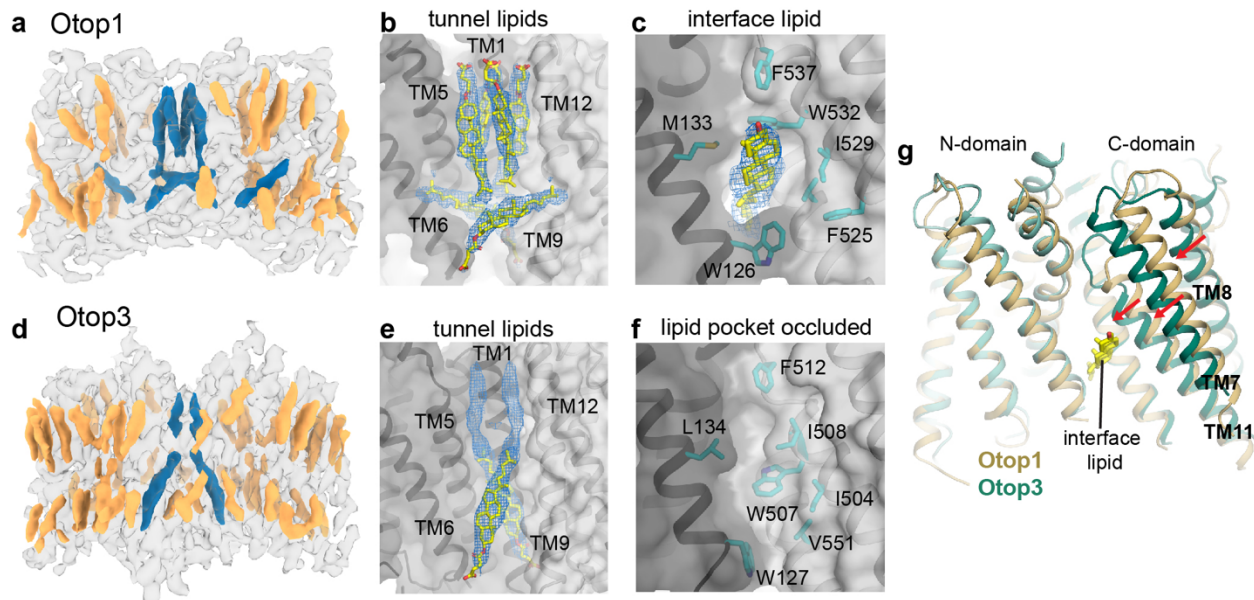 a Otop1
b tunnel lipids
TM1
TM5
TM12
TM6
TM9
c interface lipid
F537
W532
M133
I529
F525
W126
d Otop3
e tunnel lipids
TM1
TM5
TM12
TM6
TM9
f lipid pocket occluded
F512
L134
I508
I504
W507
V551
W127
g N-domain C-domain
TM8
TM7
TM11
interface
lipid
Otop1
Otop3